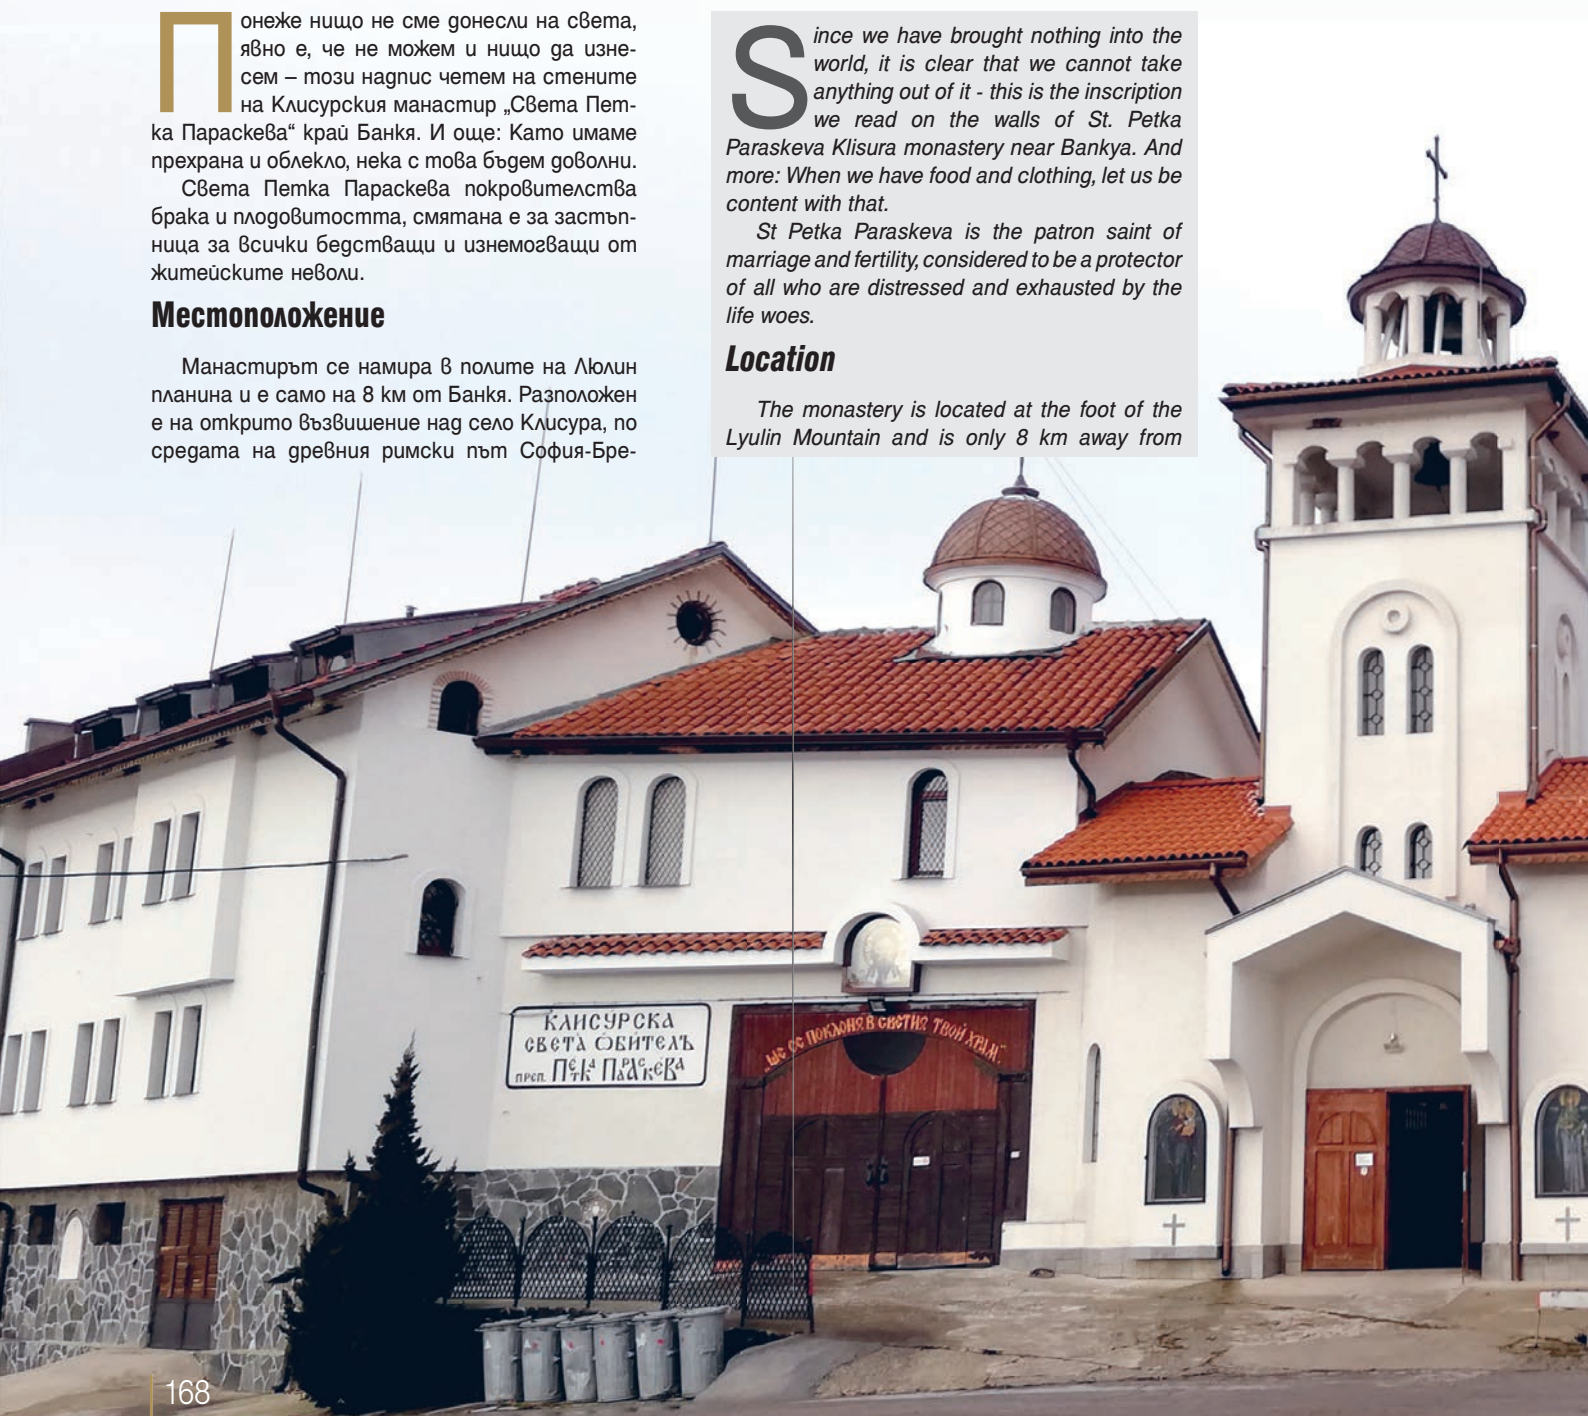 Понеже нищо не сме донесли на света,
явно е, че не можем и нищо да изне-
сем – този надпис четем на стените
на Клисурския манастир „Света Пет-
ка Параскева“ край Банкя. И още: Като имаме
прехрана и облекло, нека с това бъдем доволни.
Света Петка Параскева покровителства
брака и плодовитостта, смятана е за застъп-
ница за всички бедстващи и изнемогващи от
житейските неволи.
Местоположение
Манастирът се намира в полите на Люлин
планина и е само на 8 км от Банкя. Разположен
е на открито възвишение над село Клисура, по
средата на древния римски път София-Бре-
Since we have brought nothing into the
world, it is clear that we cannot take
anything out of it - this is the inscription
we read on the walls of St. Petka
Paraskeva Klisura monastery near Bankya. And
more: When we have food and clothing, let us be
content with that.
St Petka Paraskeva is the patron saint of
marriage and fertility, considered to be a protector
of all who are distressed and exhausted by the
life woes.
Location
The monastery is located at the foot of the
Lyulin Mountain and is only 8 km away from
КЛИСУРСКА
СВЕТА ОБИТЕЛЪ
ПРЕП. ПЕТКА ПАРАСКЕВА
„ЩЕ СЕ ПОКЛОНЯ В СВЕТИЯ ТВОЙ ХРАМ“
168